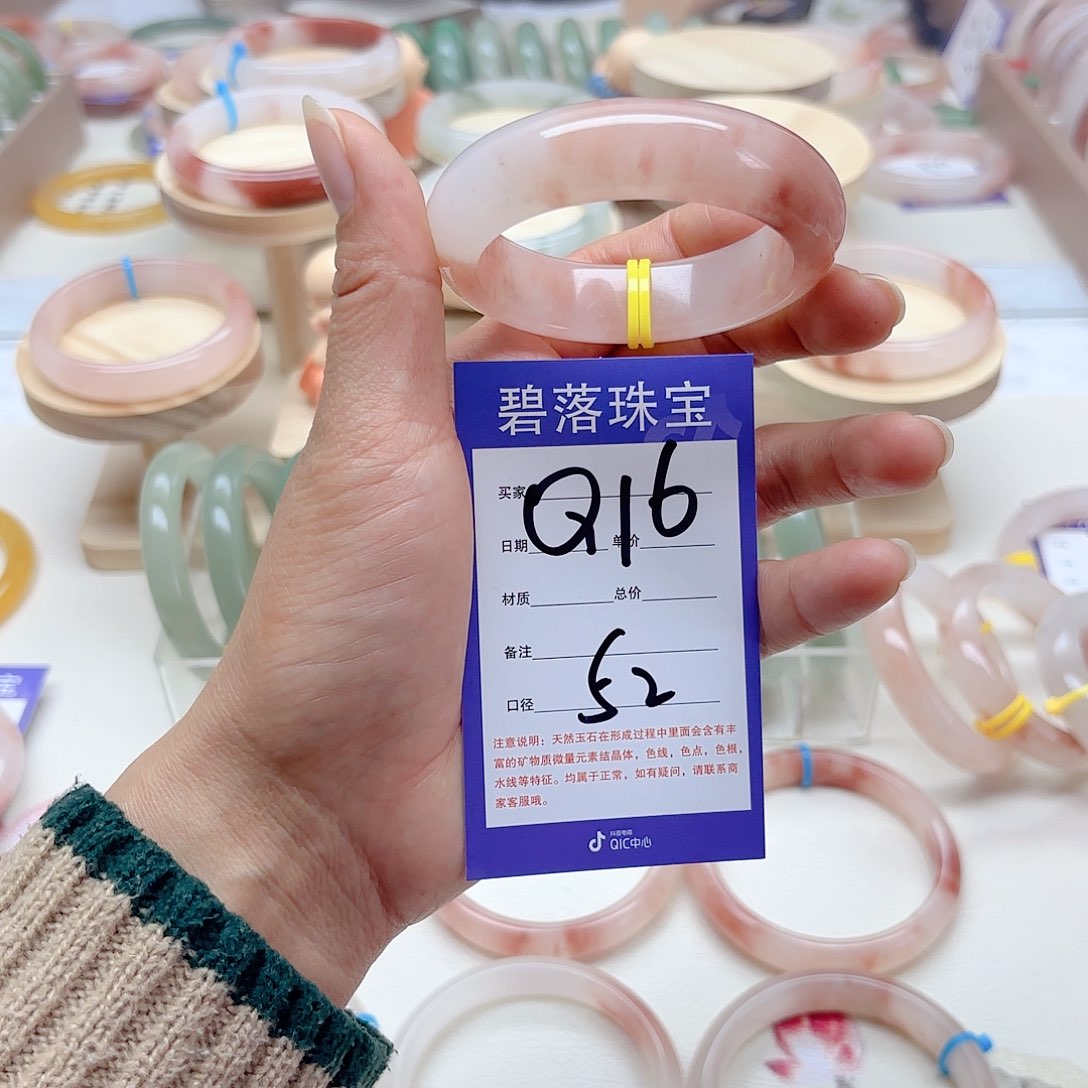 碧落珠宝
买家 Q16
日期 单价
材质 总价
备注
口径 52
注意说明：天然玉石在形成过程中里面会含有丰
富的矿物质微量元素结晶体，色线，色点，色根，
水线等特征。均属于正常，如有疑问，请联系商
家客服哦。
抖音电商
QIC中心